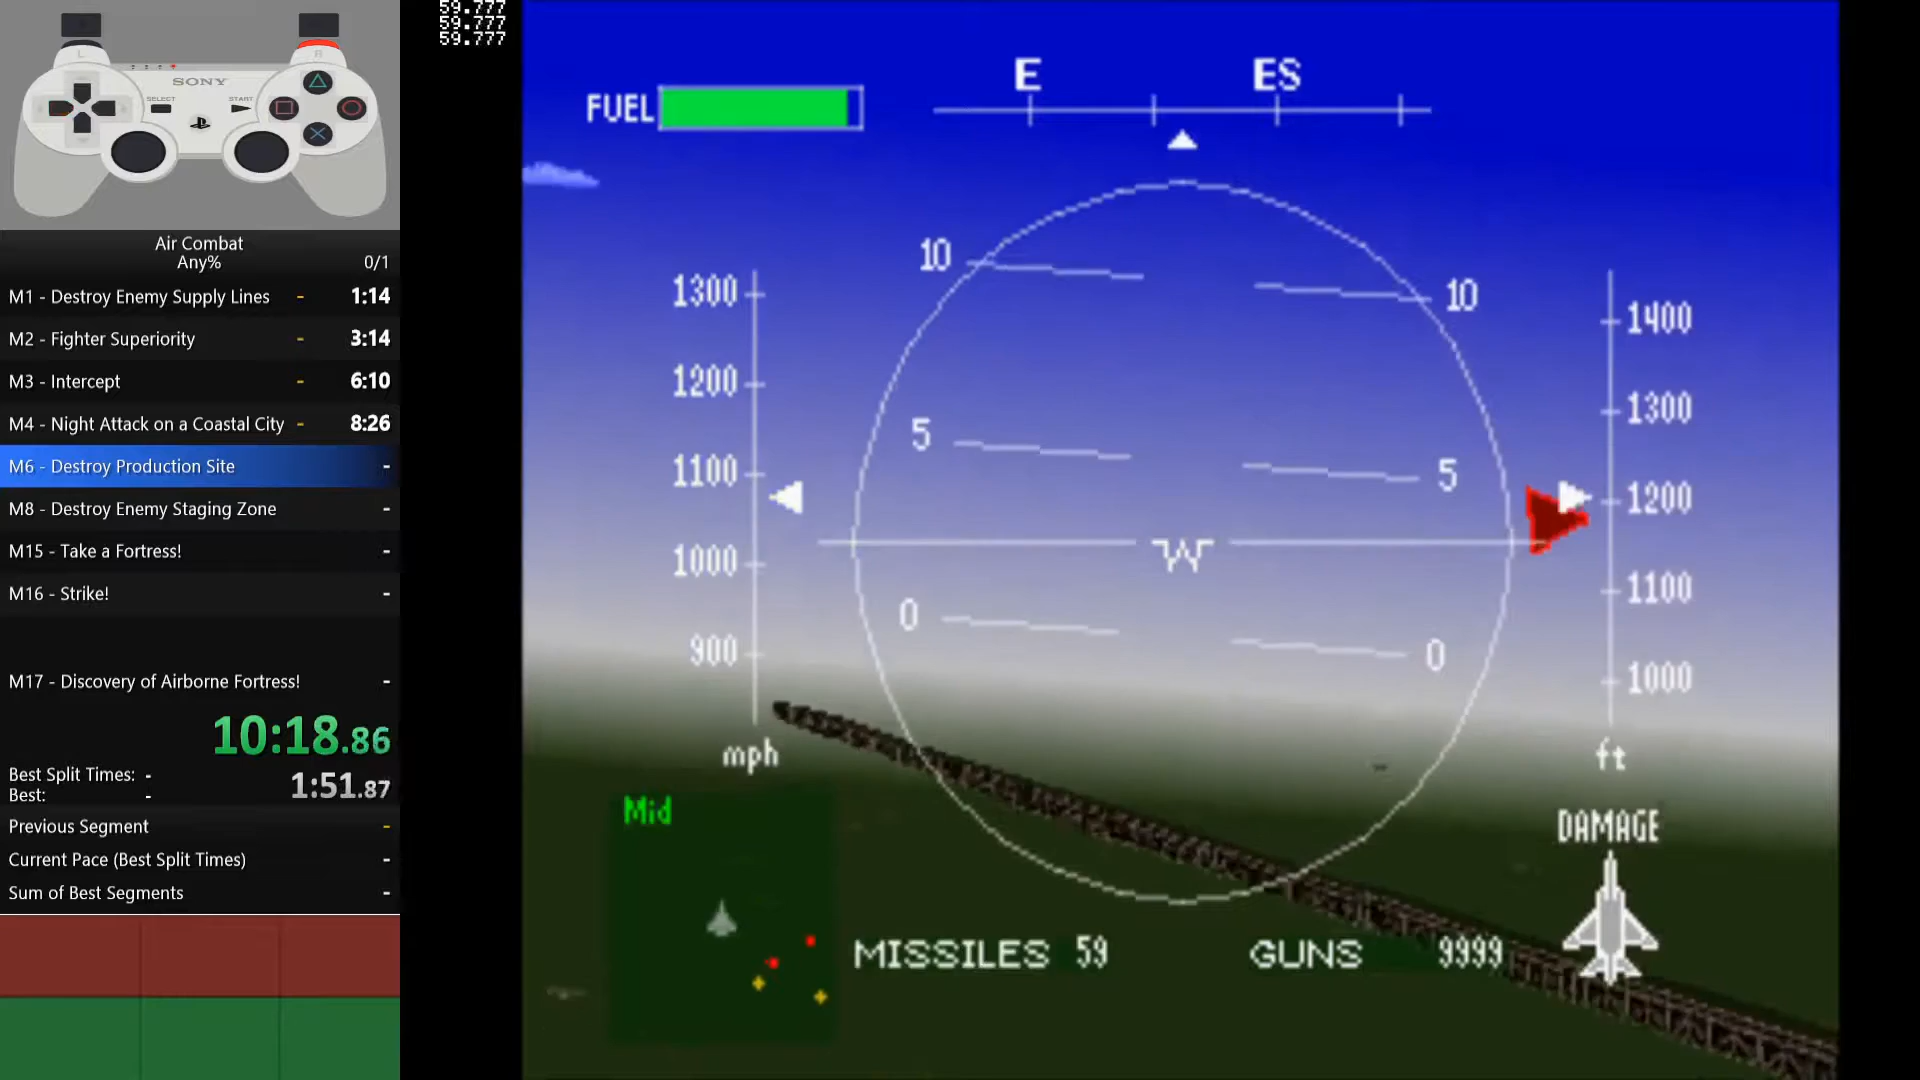 59.777
59.777
59.777
L
R
SONY
SELECT
START
Air Combat
Any% 0/1
M1 - Destroy Enemy Supply Lines - 1:14
M2 - Fighter Superiority - 3:14
M3 - Intercept - 6:10
M4 - Night Attack on a Coastal City - 8:26
M6 - Destroy Production Site -
M8 - Destroy Enemy Staging Zone -
M15 - Take a Fortress! -
M16 - Strike! -
M17 - Discovery of Airborne Fortress! -
10:18.86
Best Split Times: -
Best: -
1:51.87
Previous Segment -
Current Pace (Best Split Times) -
Sum of Best Segments -
FUEL
E ES
10 10
5 5
0 0
1300
1200
1100
1000
900
mph
1400
1300
1200
1100
1000
ft
Mid
DAMAGE
MISSILES 59 GUNS 9999